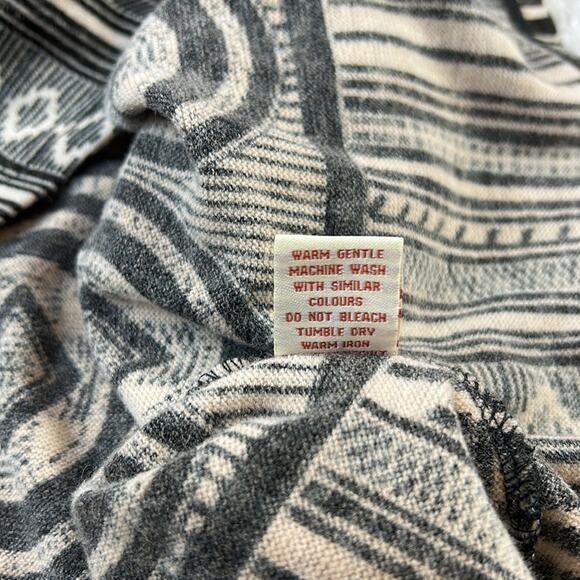 WARM GENTLE
MACHINE WASH
WITH SIMILAR
COLOURS
DO NOT BLEACH
TUMBLE DRY
WARM IRON